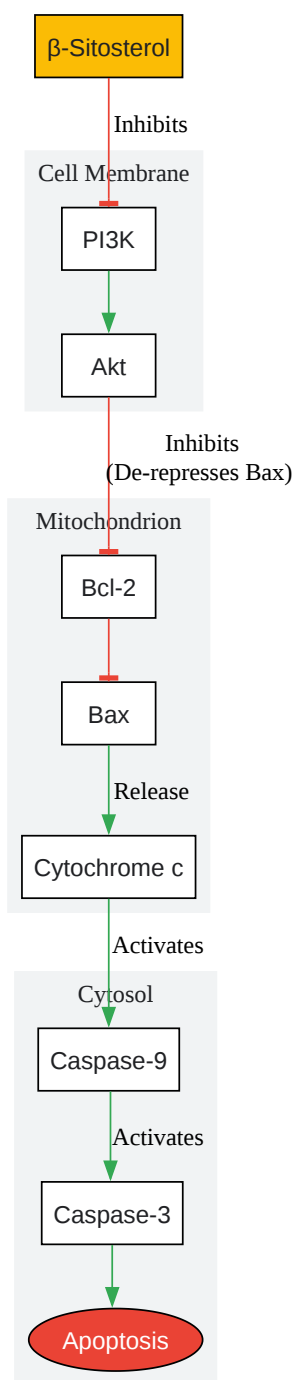 β-Sitosterol
Inhibits
Cell Membrane
PI3K
Akt
Inhibits
(De-represses Bax)
Mitochondrion
Bcl-2
Bax
Release
Cytochrome c
Activates
Cytosol
Caspase-9
Activates
Caspase-3
Apoptosis